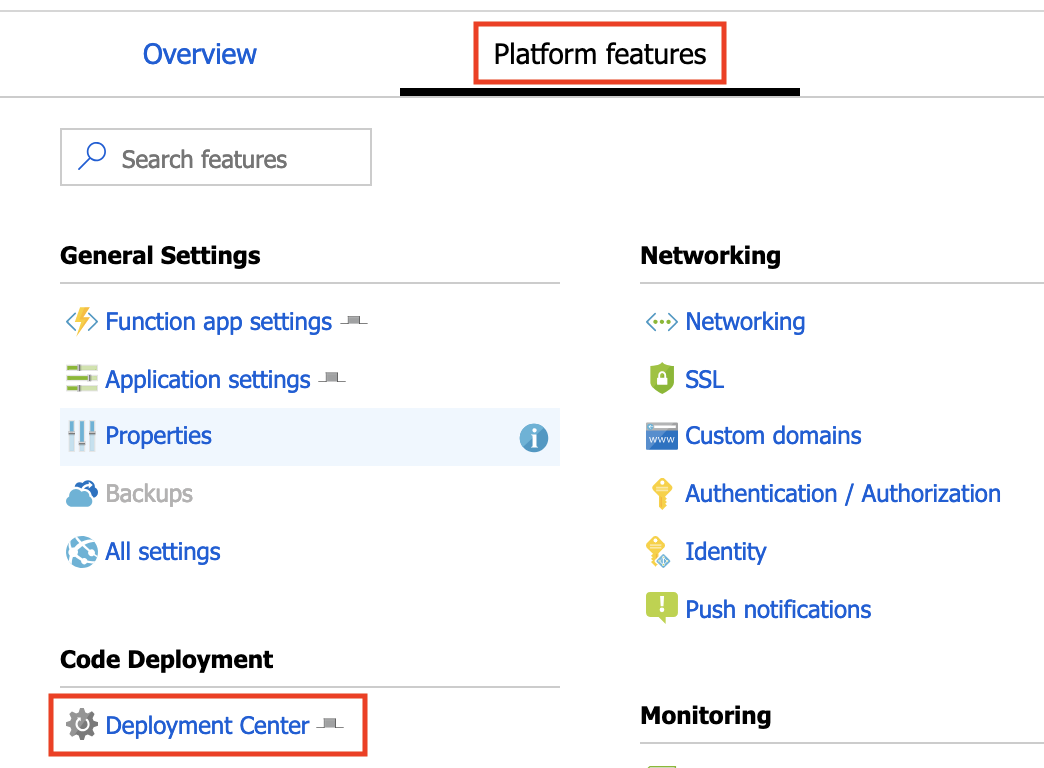 Overview
Platform features
Search features
General Settings
Function app settings
Application settings
Properties
i
Backups
All settings
Code Deployment
Deployment Center
Networking
Networking
SSL
www
Custom domains
Authentication / Authorization
Identity
!
Push notifications
Monitoring